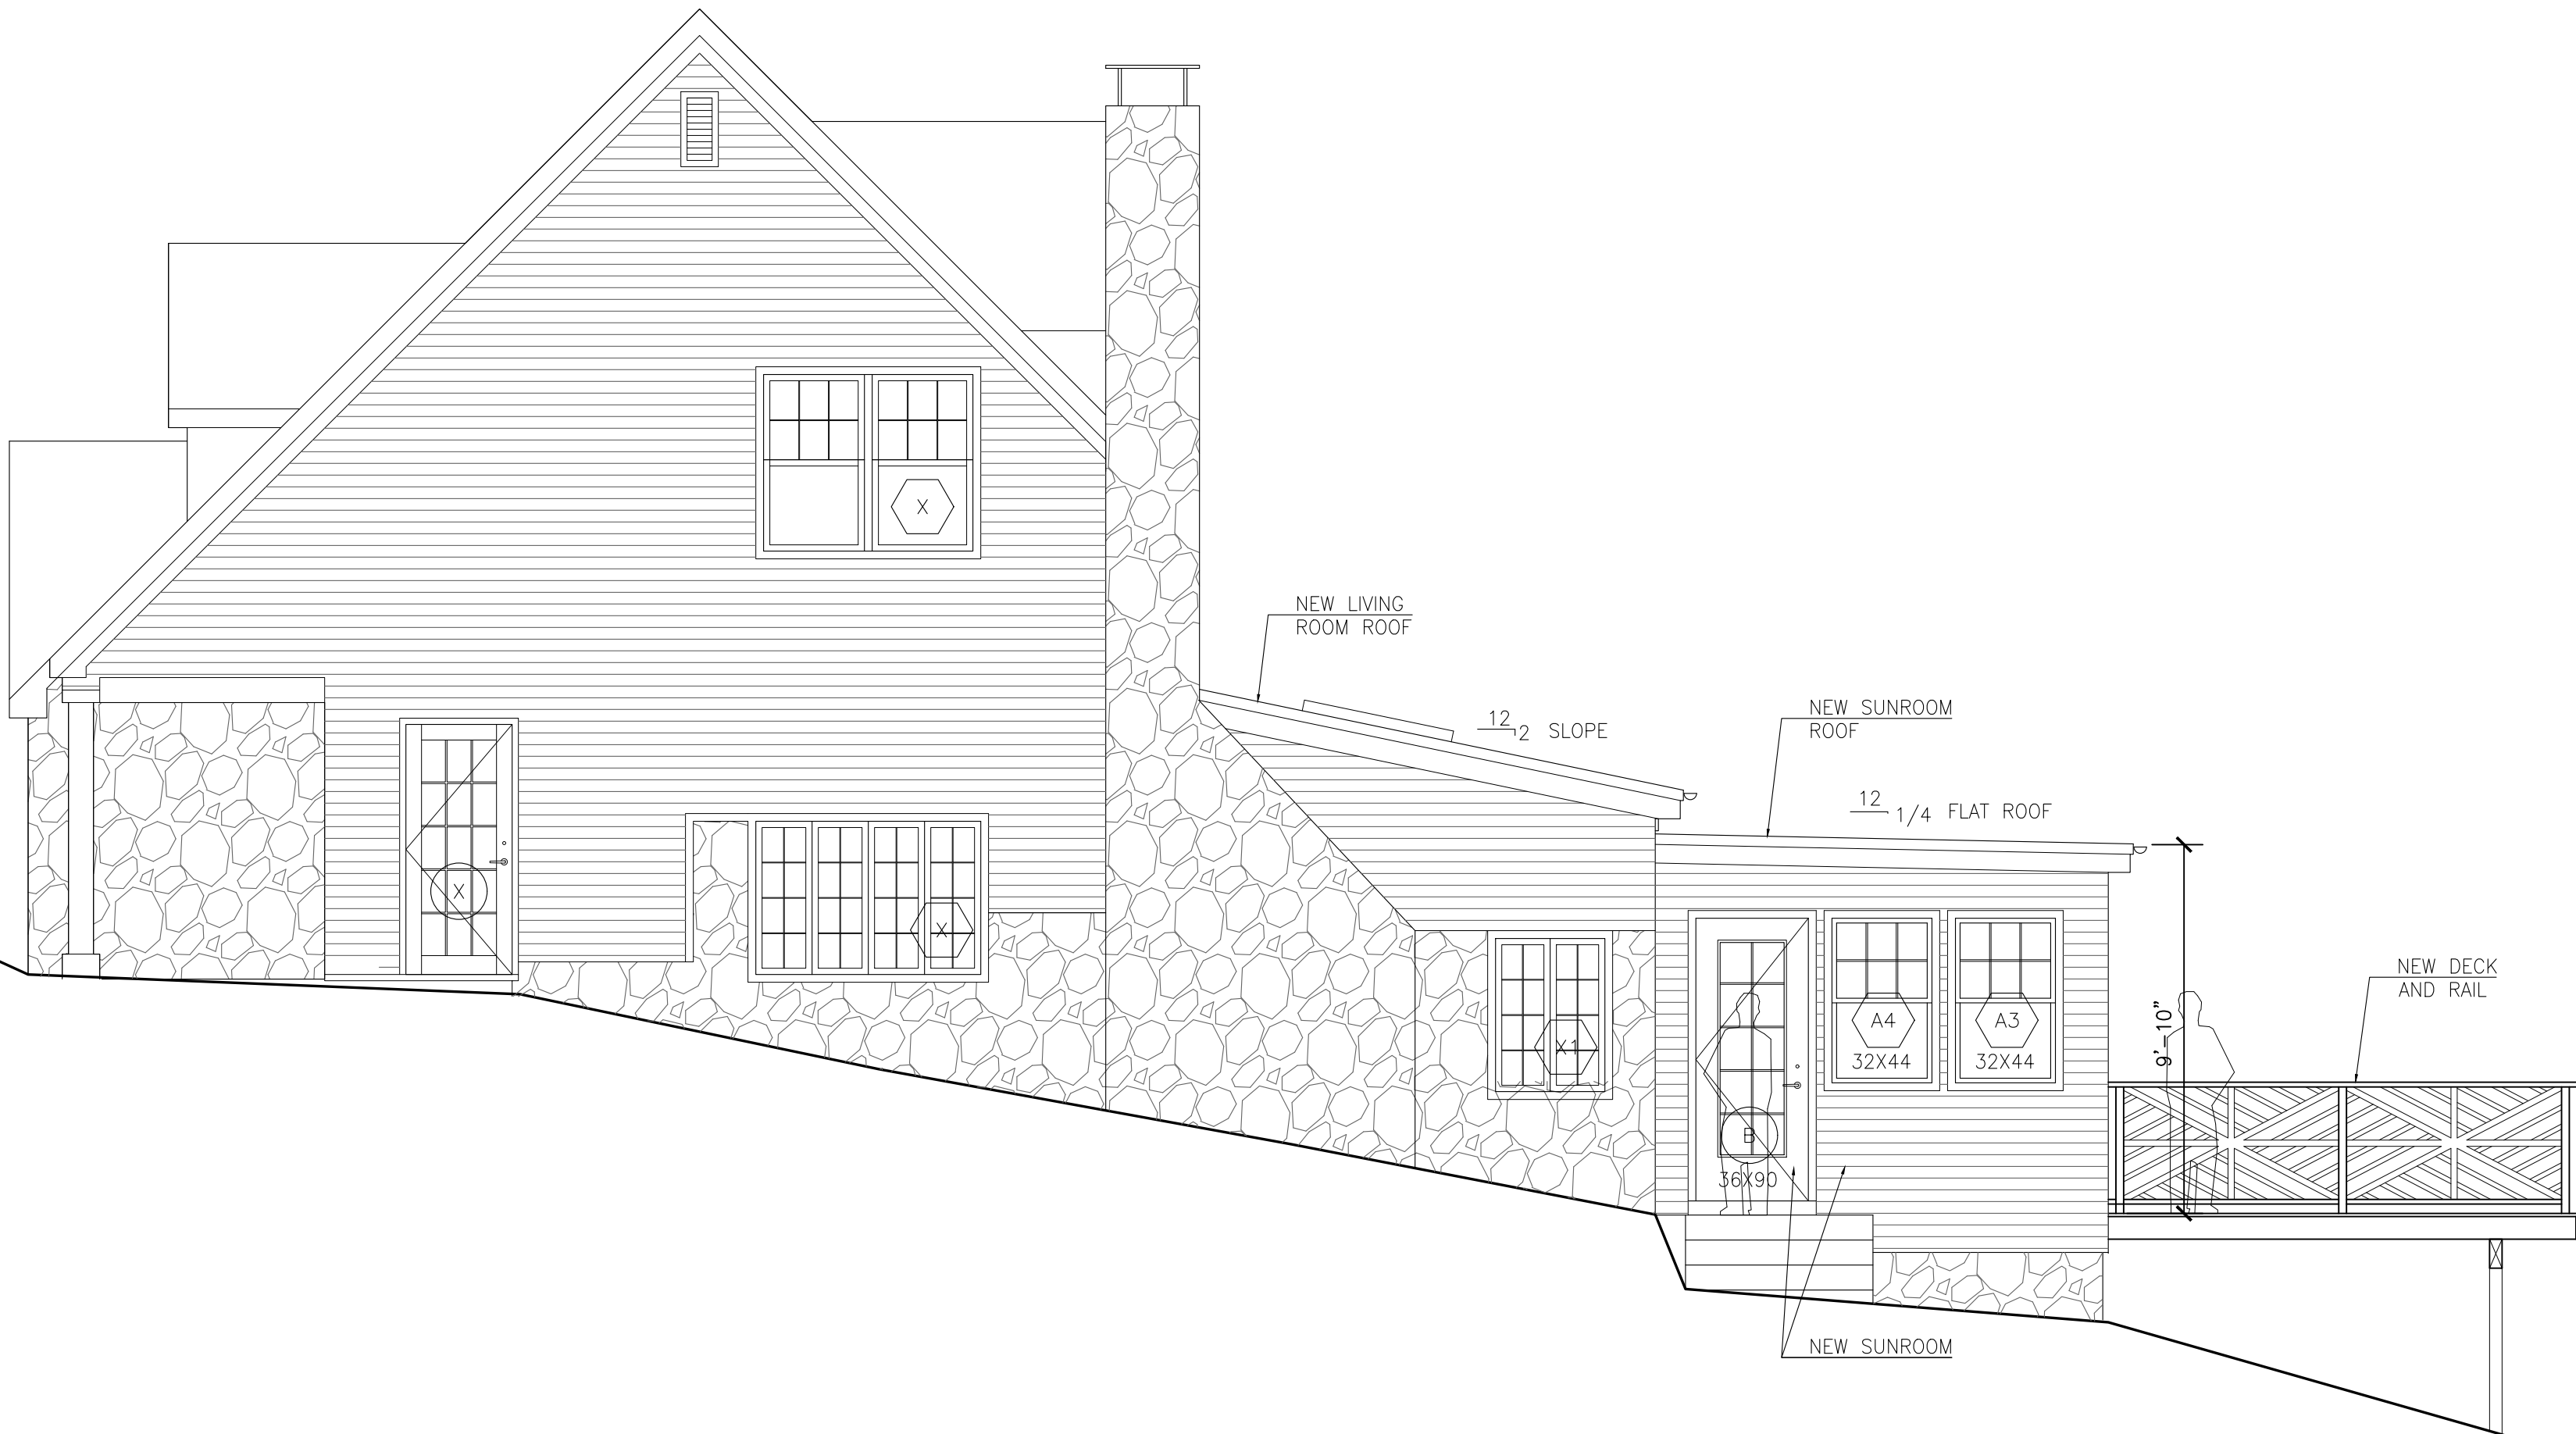 X
NEW LIVING
ROOM ROOF
12
2 SLOPE
NEW SUNROOM
ROOF
12
1/4 FLAT ROOF
X
X
X1
A4
32X44
A3
32X44
B
36X90
9'-10"
NEW DECK
AND RAIL
NEW SUNROOM